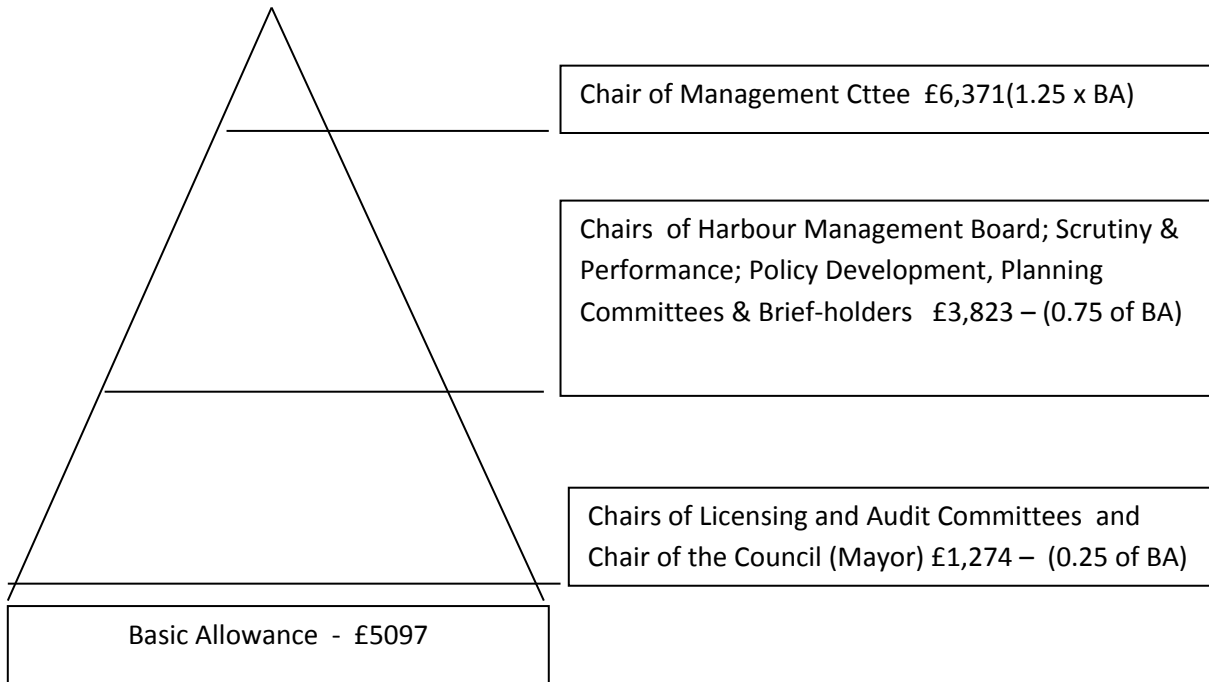 Chair of Management Cttee £6,371(1.25 x BA)
Chairs of Harbour Management Board; Scrutiny &
Performance; Policy Development, Planning
Committees & Brief-holders £3,823 – (0.75 of BA)
Chairs of Licensing and Audit Committees and
Chair of the Council (Mayor) £1,274 – (0.25 of BA)
Basic Allowance - £5097